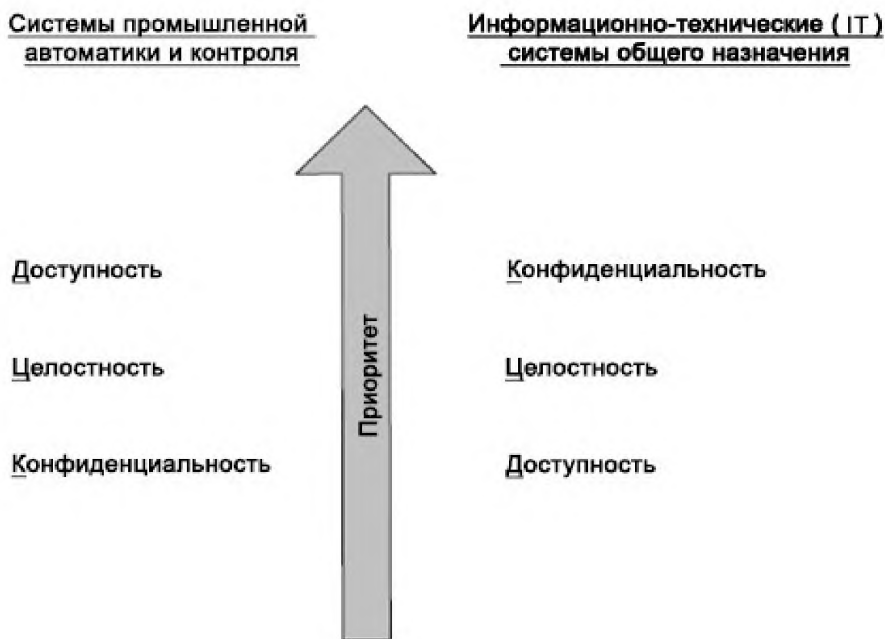 Системы промышленной
автоматики и контроля
Информационно-технические (IT)
системы общего назначения
Доступность
Целостность
Конфиденциальность
Приоритет
Конфиденциальность
Целостность
Доступность